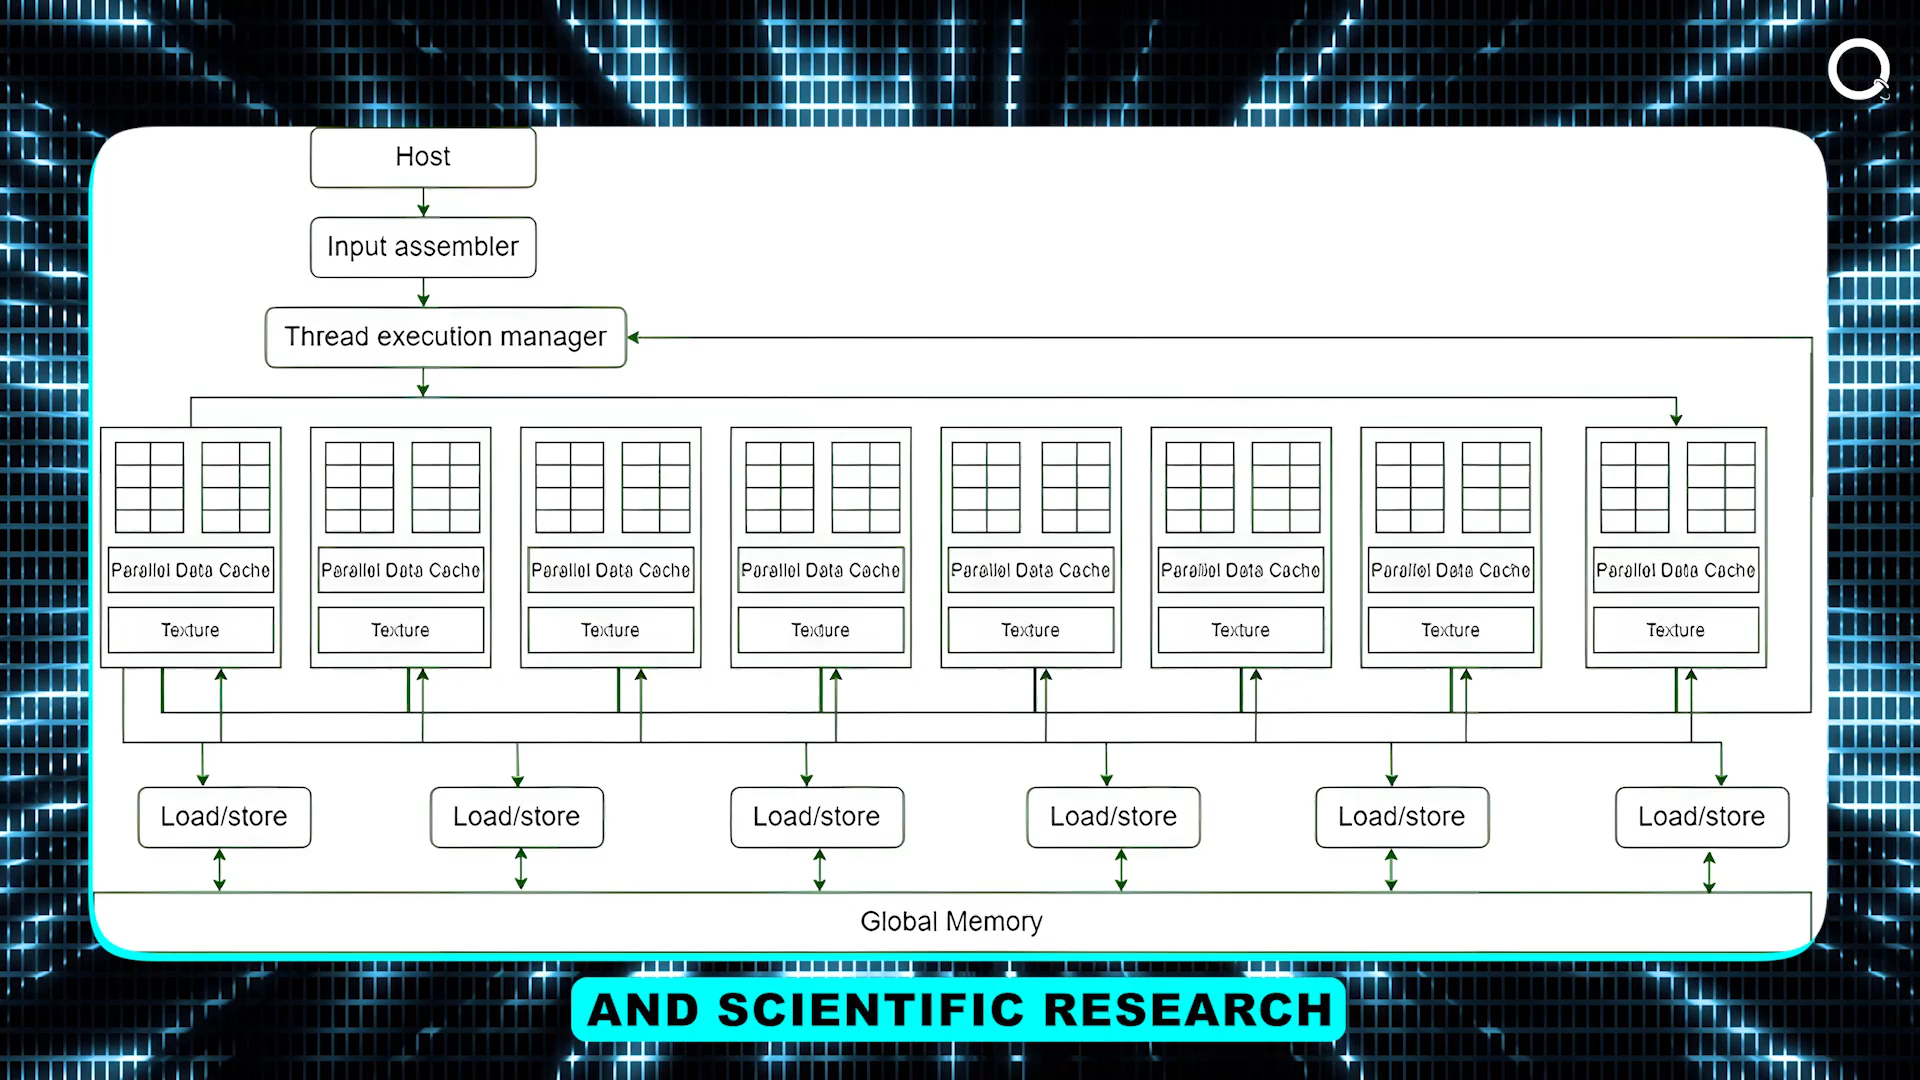 Host
Input assembler
Thread execution manager
Parallel Data Cache
Parallel Data Cache
Parallel Data Cache
Parallel Data Cache
Parallel Data Cache
Parallel Data Cache
Parallel Data Cache
Parallel Data Cache
Texture
Texture
Texture
Texture
Texture
Texture
Texture
Texture
Load/store
Load/store
Load/store
Load/store
Load/store
Load/store
Global Memory
AND SCIENTIFIC RESEARCH